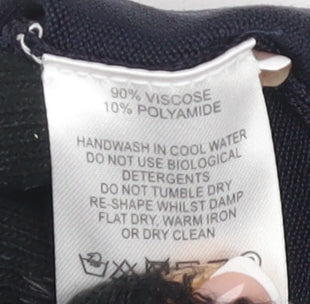 90% VISCOSE
10% POLYAMIDE
HANDWASH IN COOL WATER
DO NOT USE BIOLOGICAL
DETERGENTS
DO NOT TUMBLE DRY
RE-SHAPE WHILST DAMP
FLAT DRY, WARM IRON
OR DRY CLEAN